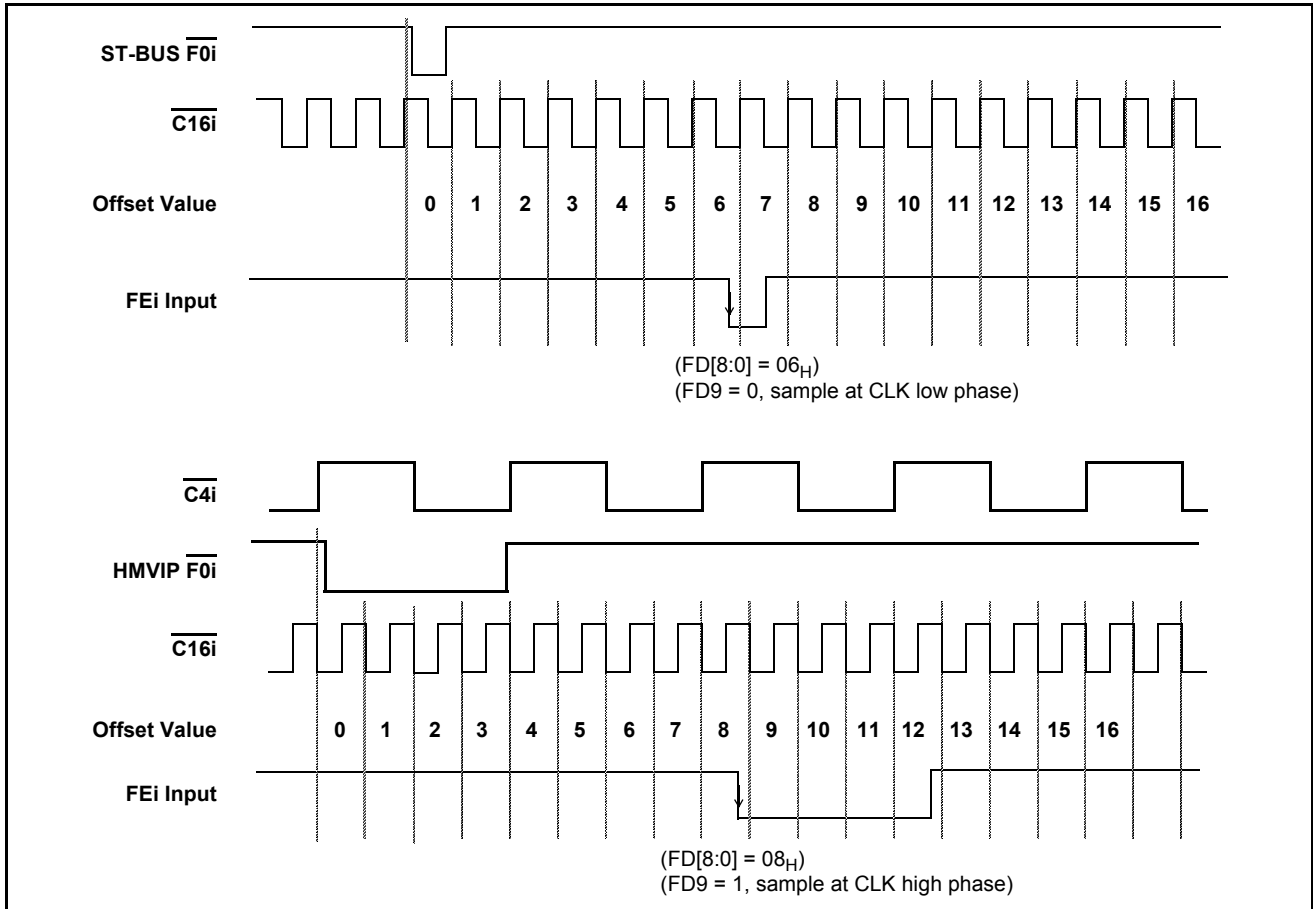 ST-BUS F0i
C16i
Offset Value 0 1 2 3 4 5 6 7 8 9 10 11 12 13 14 15 16
FEi Input
(FD[8:0] = 06H)
(FD9 = 0, sample at CLK low phase)
C4i
HMVIP F0i
C16i
Offset Value 0 1 2 3 4 5 6 7 8 9 10 11 12 13 14 15 16
FEi Input
(FD[8:0] = 08H)
(FD9 = 1, sample at CLK high phase)